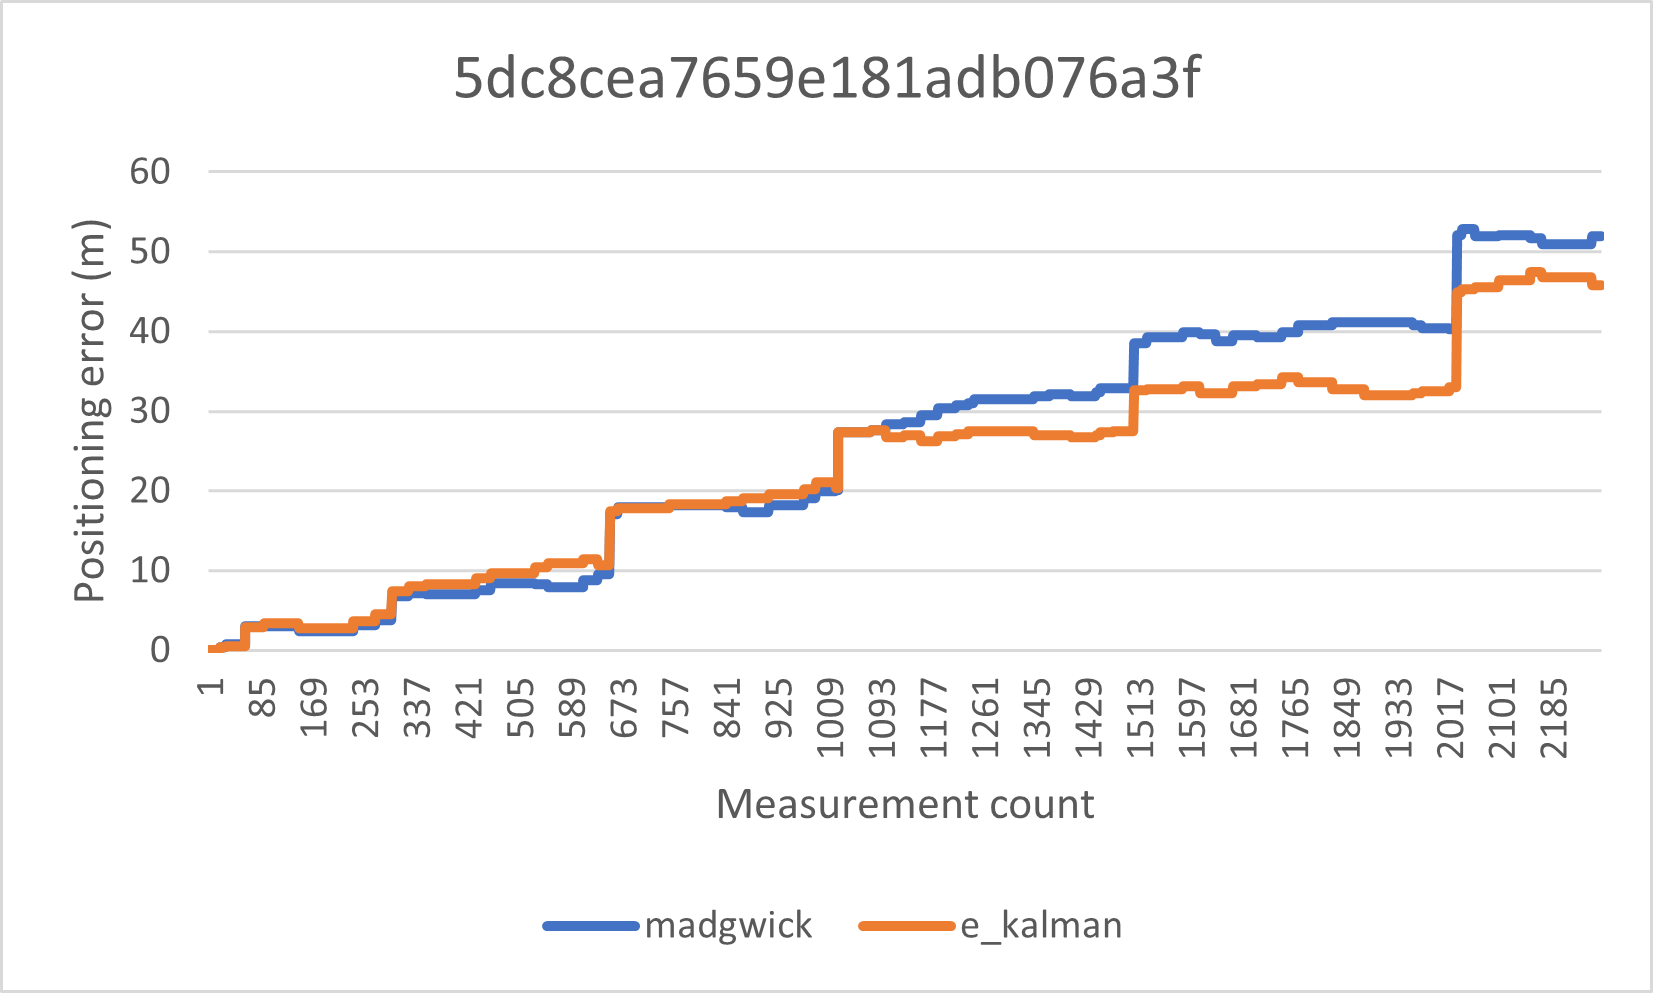 5dc8cea7659e181adb076a3f
Positioning error (m)
60
50
40
30
20
10
0
1 85 169 253 337 421 505 589 673 757 841 925 1009 1093 1177 1261 1345 1429 1513 1597 1681 1765 1849 1933 2017 2101 2185
Measurement count
madgwick e_kalman